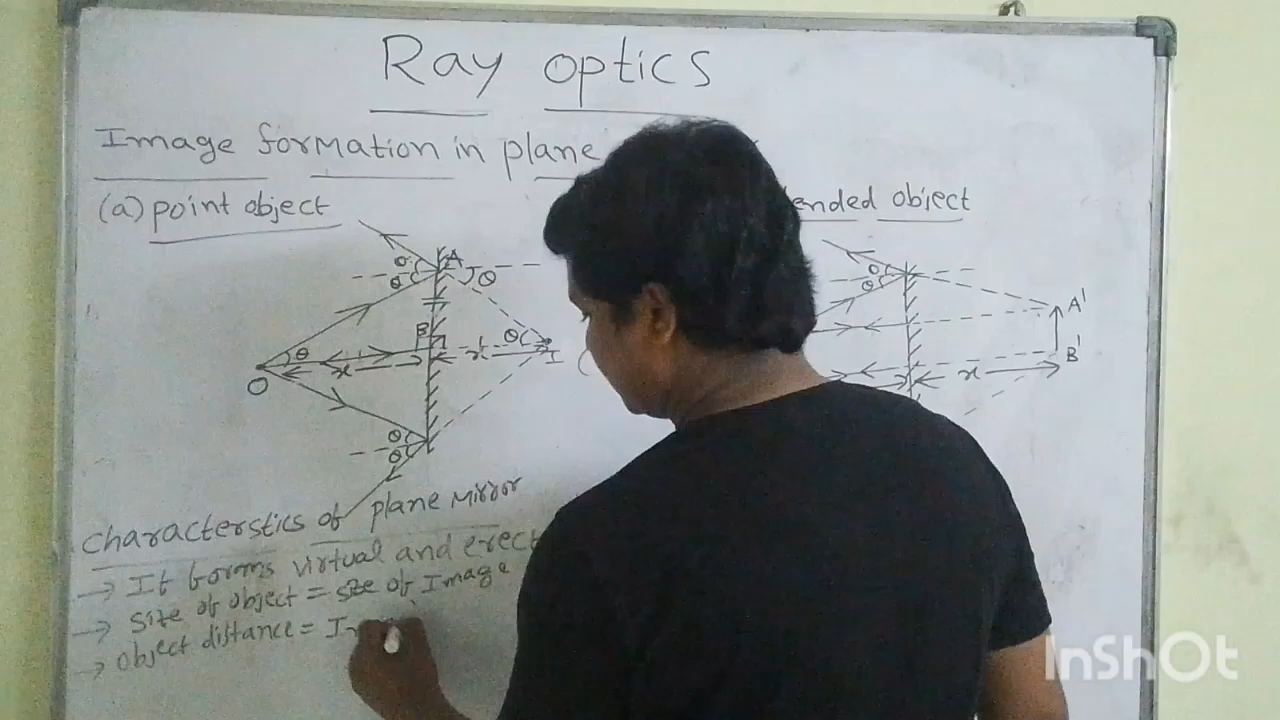 Ray optics
Image formation in plane
(a) point object
ended object
θ
A
θ
θ
θ
B
θ
x
x'
I
O
θ
θ
θ
θ
A'
x
B'
characterstics of plane Mirror
→ It forms virtual and erect
→ size of object = size of Image
→ Object distance = Im
InShOt